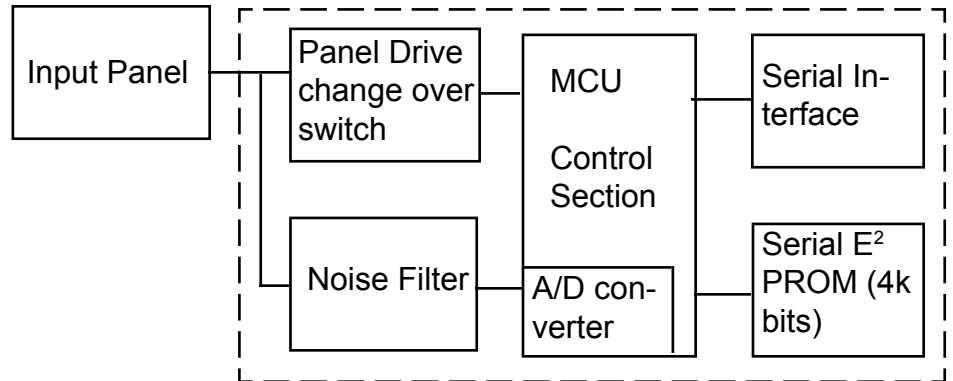 Input Panel
Panel Drive
change over
switch
MCU
Control
Section
Serial In-
terface
Noise Filter
A/D con-
verter
Serial E²
PROM (4k
bits)